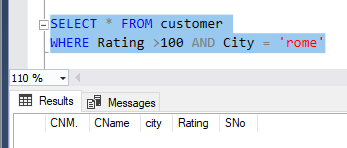 SELECT * FROM customer
WHERE Rating >100 AND City = 'rome'
110 %
Results Messages
CNM. CName city Rating SNo